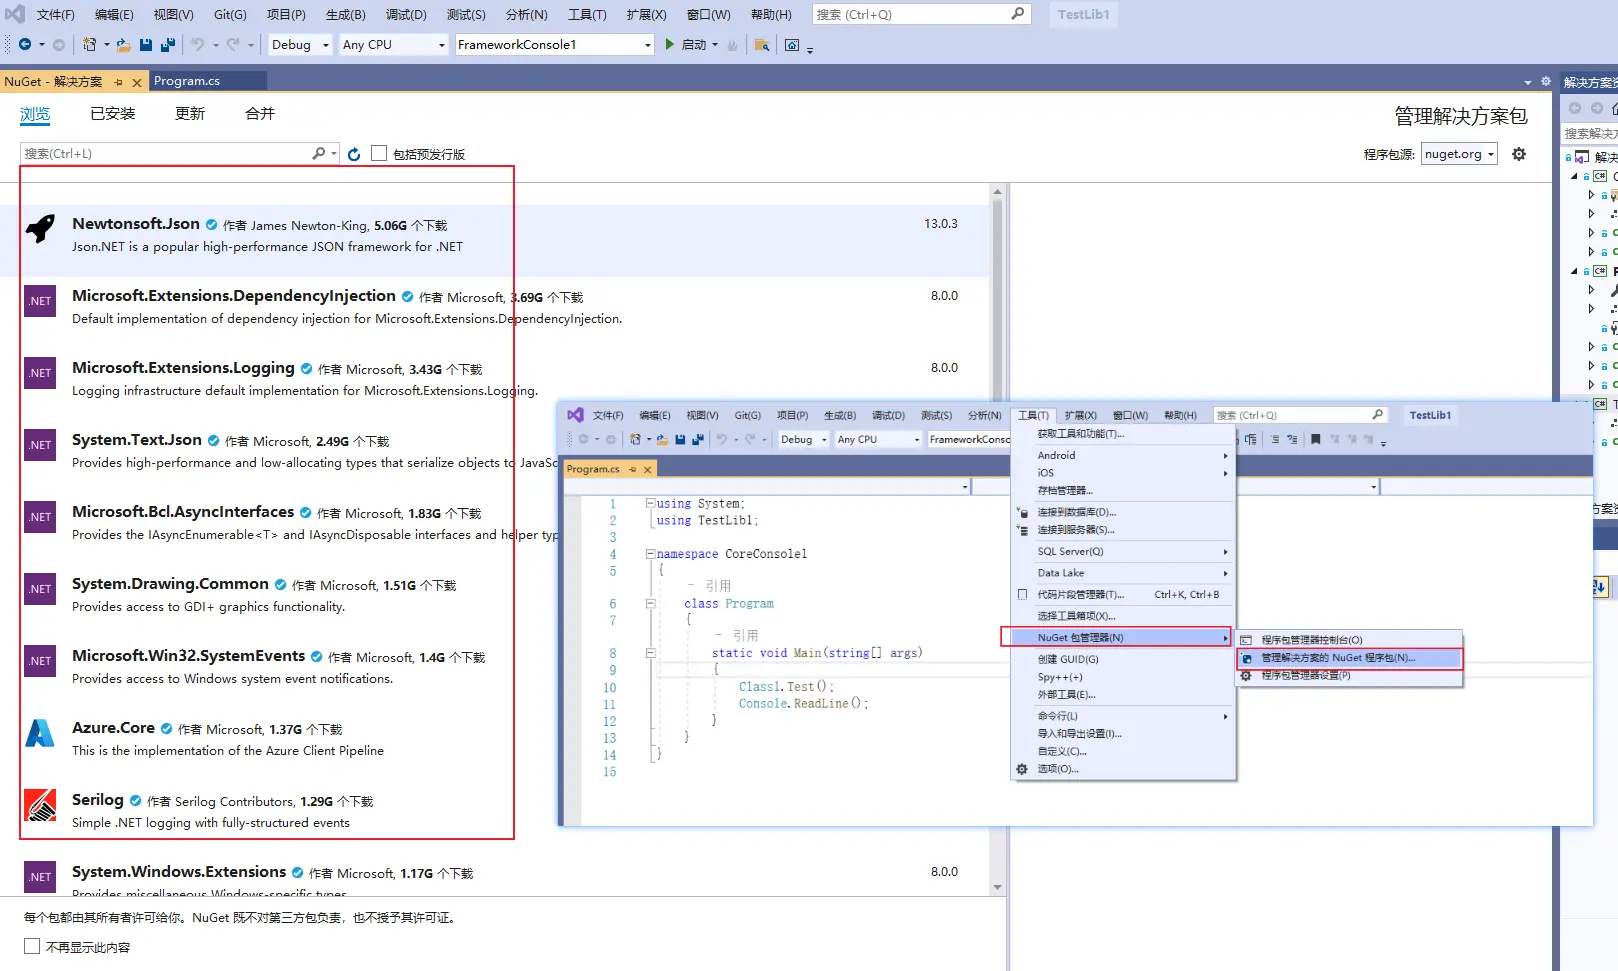 文件(F) 编辑(E) 视图(V) Git(G) 项目(P) 生成(B) 调试(D) 测试(S) 分析(N) 工具(T) 扩展(X) 窗口(W) 帮助(H) 搜索 (Ctrl+Q) TestLib1
Debug Any CPU FrameworkConsole1 启动
NuGet - 解决方案 Program.cs
浏览 已安装 更新 合并 管理解决方案包
搜索(Ctrl+L) 包括预发行版 程序包源: nuget.org
Newtonsoft.Json 作者 James Newton-King, 5.06G 个下载 13.0.3
Json.NET is a popular high-performance JSON framework for .NET
.NET Microsoft.Extensions.DependencyInjection 作者 Microsoft, 3.69G 个下载 8.0.0
Default implementation of dependency injection for Microsoft.Extensions.DependencyInjection.
.NET Microsoft.Extensions.Logging 作者 Microsoft, 3.43G 个下载 8.0.0
Logging infrastructure default implementation for Microsoft.Extensions.Logging.
.NET System.Text.Json 作者 Microsoft, 2.49G 个下载
Provides high-performance and low-allocating types that serialize objects to JavaSc
.NET Microsoft.Bcl.AsyncInterfaces 作者 Microsoft, 1.83G 个下载
Provides the IAsyncEnumerable<T> and IAsyncDisposable interfaces and helper typ
.NET System.Drawing.Common 作者 Microsoft, 1.51G 个下载
Provides access to GDI+ graphics functionality.
.NET Microsoft.Win32.SystemEvents 作者 Microsoft, 1.4G 个下载
Provides access to Windows system event notifications.
Azure.Core 作者 Microsoft, 1.37G 个下载
This is the implementation of the Azure Client Pipeline
Serilog 作者 Serilog Contributors, 1.29G 个下载
Simple .NET logging with fully-structured events
.NET System.Windows.Extensions 作者 Microsoft, 1.17G 个下载 8.0.0
Provides miscellaneous Windows-specific types
每个包都由其所有者许可给你。NuGet 既不对第三方包负责，也不授予其许可证。
不再显示此内容
文件(F) 编辑(E) 视图(V) Git(G) 项目(P) 生成(B) 调试(D) 测试(S) 分析(N) 工具(T) 扩展(X) 窗口(W) 帮助(H) 搜索 (Ctrl+Q) TestLib1
Debug Any CPU FrameworkConso
Program.cs
1 using System;
2 using TestLib1;
3
4 namespace CoreConsole1
5 {
- 引用
6 class Program
7 {
- 引用
8 static void Main(string[] args)
9 {
10 Class1.Test();
11 Console.ReadLine();
12 }
13 }
14 }
15
获取工具和功能(T)...
Android
iOS
存档管理器...
连接到数据库(D)...
连接到服务器(S)...
SQL Server(Q)
Data Lake
代码片段管理器(T)... Ctrl+K, Ctrl+B
选择工具箱项(X)...
NuGet 包管理器(N)
创建 GUID(G)
Spy++(+)
外部工具(E)...
命令行(L)
导入和导出设置(I)...
自定义(C)...
选项(O)...
程序包管理器控制台(O)
管理解决方案的 NuGet 程序包(N)...
程序包管理器设置(P)
解决方案资
搜索解决方
解决
方案资